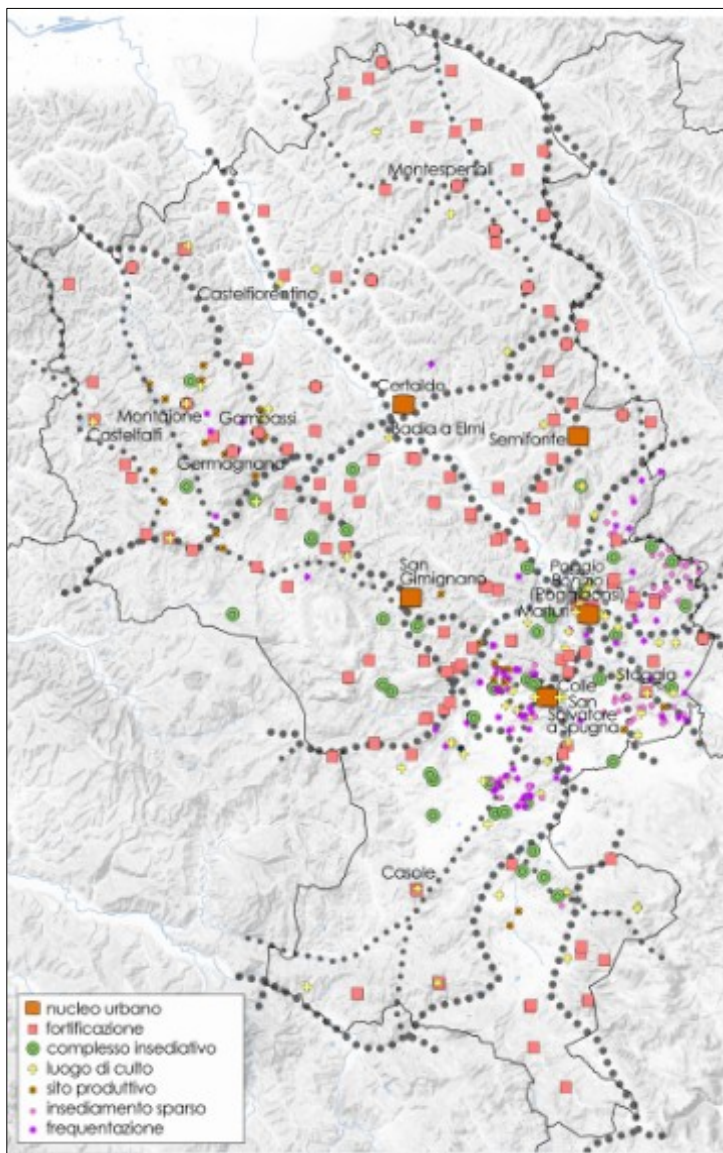 Montespertoli
Castelfiorentino
Certaldo
Montaione
Gambassi
Badia a Elmi
Castelfalfi
Semifonte
Germagnana
San
Gimignano
Poggio
Bonizio
(Poggibonsi)
Marturi
Staggia
Colle
San
Salvatore
a Spugna
Casole
nucleo urbano
fortificazione
complesso insediativo
luogo di culto
sito produttivo
insediamento sparso
frequentazione